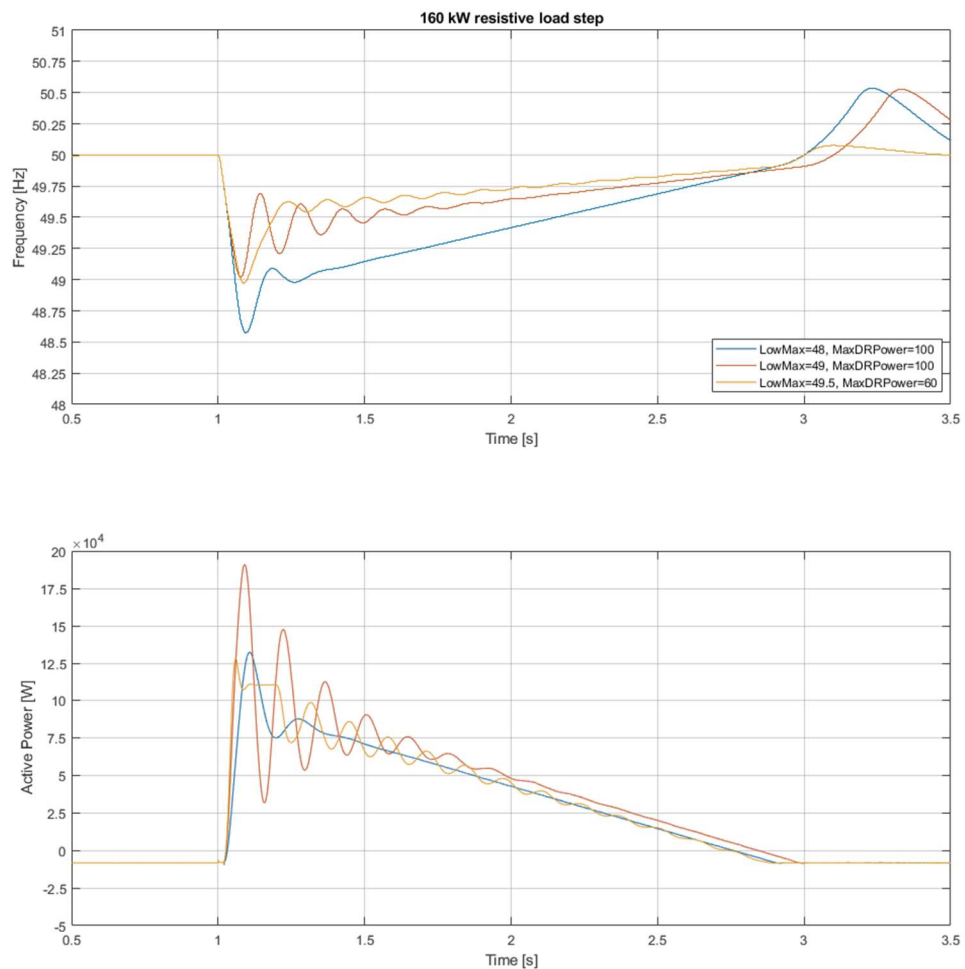 160 kW resistive load step
51
50.75
50.5
50.25
50
49.75
49.5
49.25
49
48.75
48.5
48.25
48
Frequency [Hz]
LowMax=48, MaxDRPower=100
LowMax=49, MaxDRPower=100
LowMax=49.5, MaxDRPower=60
0.5 1 1.5 2 2.5 3 3.5
Time [s]
×10⁴
20
17.5
15
12.5
10
7.5
5
2.5
0
-2.5
-5
Active Power [W]
0.5 1 1.5 2 2.5 3 3.5
Time [s]